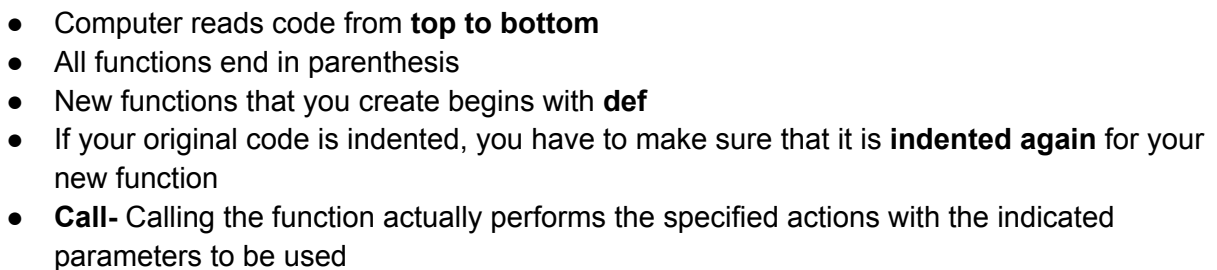 ● Computer reads code from top to bottom
● All functions end in parenthesis
● New functions that you create begins with def
● If your original code is indented, you have to make sure that it is indented again for your
new function
● Call- Calling the function actually performs the specified actions with the indicated
parameters to be used